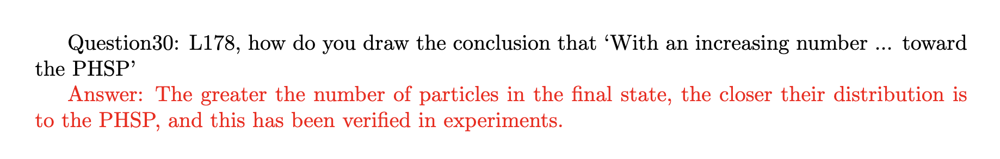 Question30: L178, how do you draw the conclusion that ‘With an increasing number ... toward
the PHSP’
Answer: The greater the number of particles in the final state, the closer their distribution is
to the PHSP, and this has been verified in experiments.